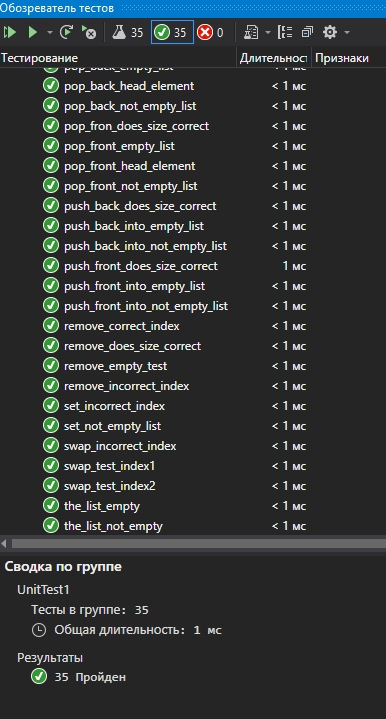 Обозреватель тестов
35 35 0
Тестирование Длительност Признаки
pop_back_empty_list < 1 мс
pop_back_head_element < 1 мс
pop_back_not_empty_list < 1 мс
pop_fron_does_size_correct < 1 мс
pop_front_empty_list < 1 мс
pop_front_head_element < 1 мс
pop_front_not_empty_list < 1 мс
push_back_does_size_correct < 1 мс
push_back_into_empty_list < 1 мс
push_back_into_not_empty_list < 1 мс
push_front_does_size_correct 1 мс
push_front_into_empty_list < 1 мс
push_front_into_not_empty_list < 1 мс
remove_correct_index < 1 мс
remove_does_size_correct < 1 мс
remove_empty_test < 1 мс
remove_incorrect_index < 1 мс
set_incorrect_index < 1 мс
set_not_empty_list < 1 мс
swap_incorrect_index < 1 мс
swap_test_index1 < 1 мс
swap_test_index2 < 1 мс
the_list_empty < 1 мс
the_list_not_empty < 1 мс
Сводка по группе
UnitTest1
Тесты в группе: 35
Общая длительность: 1 мс
Результаты
35 Пройден